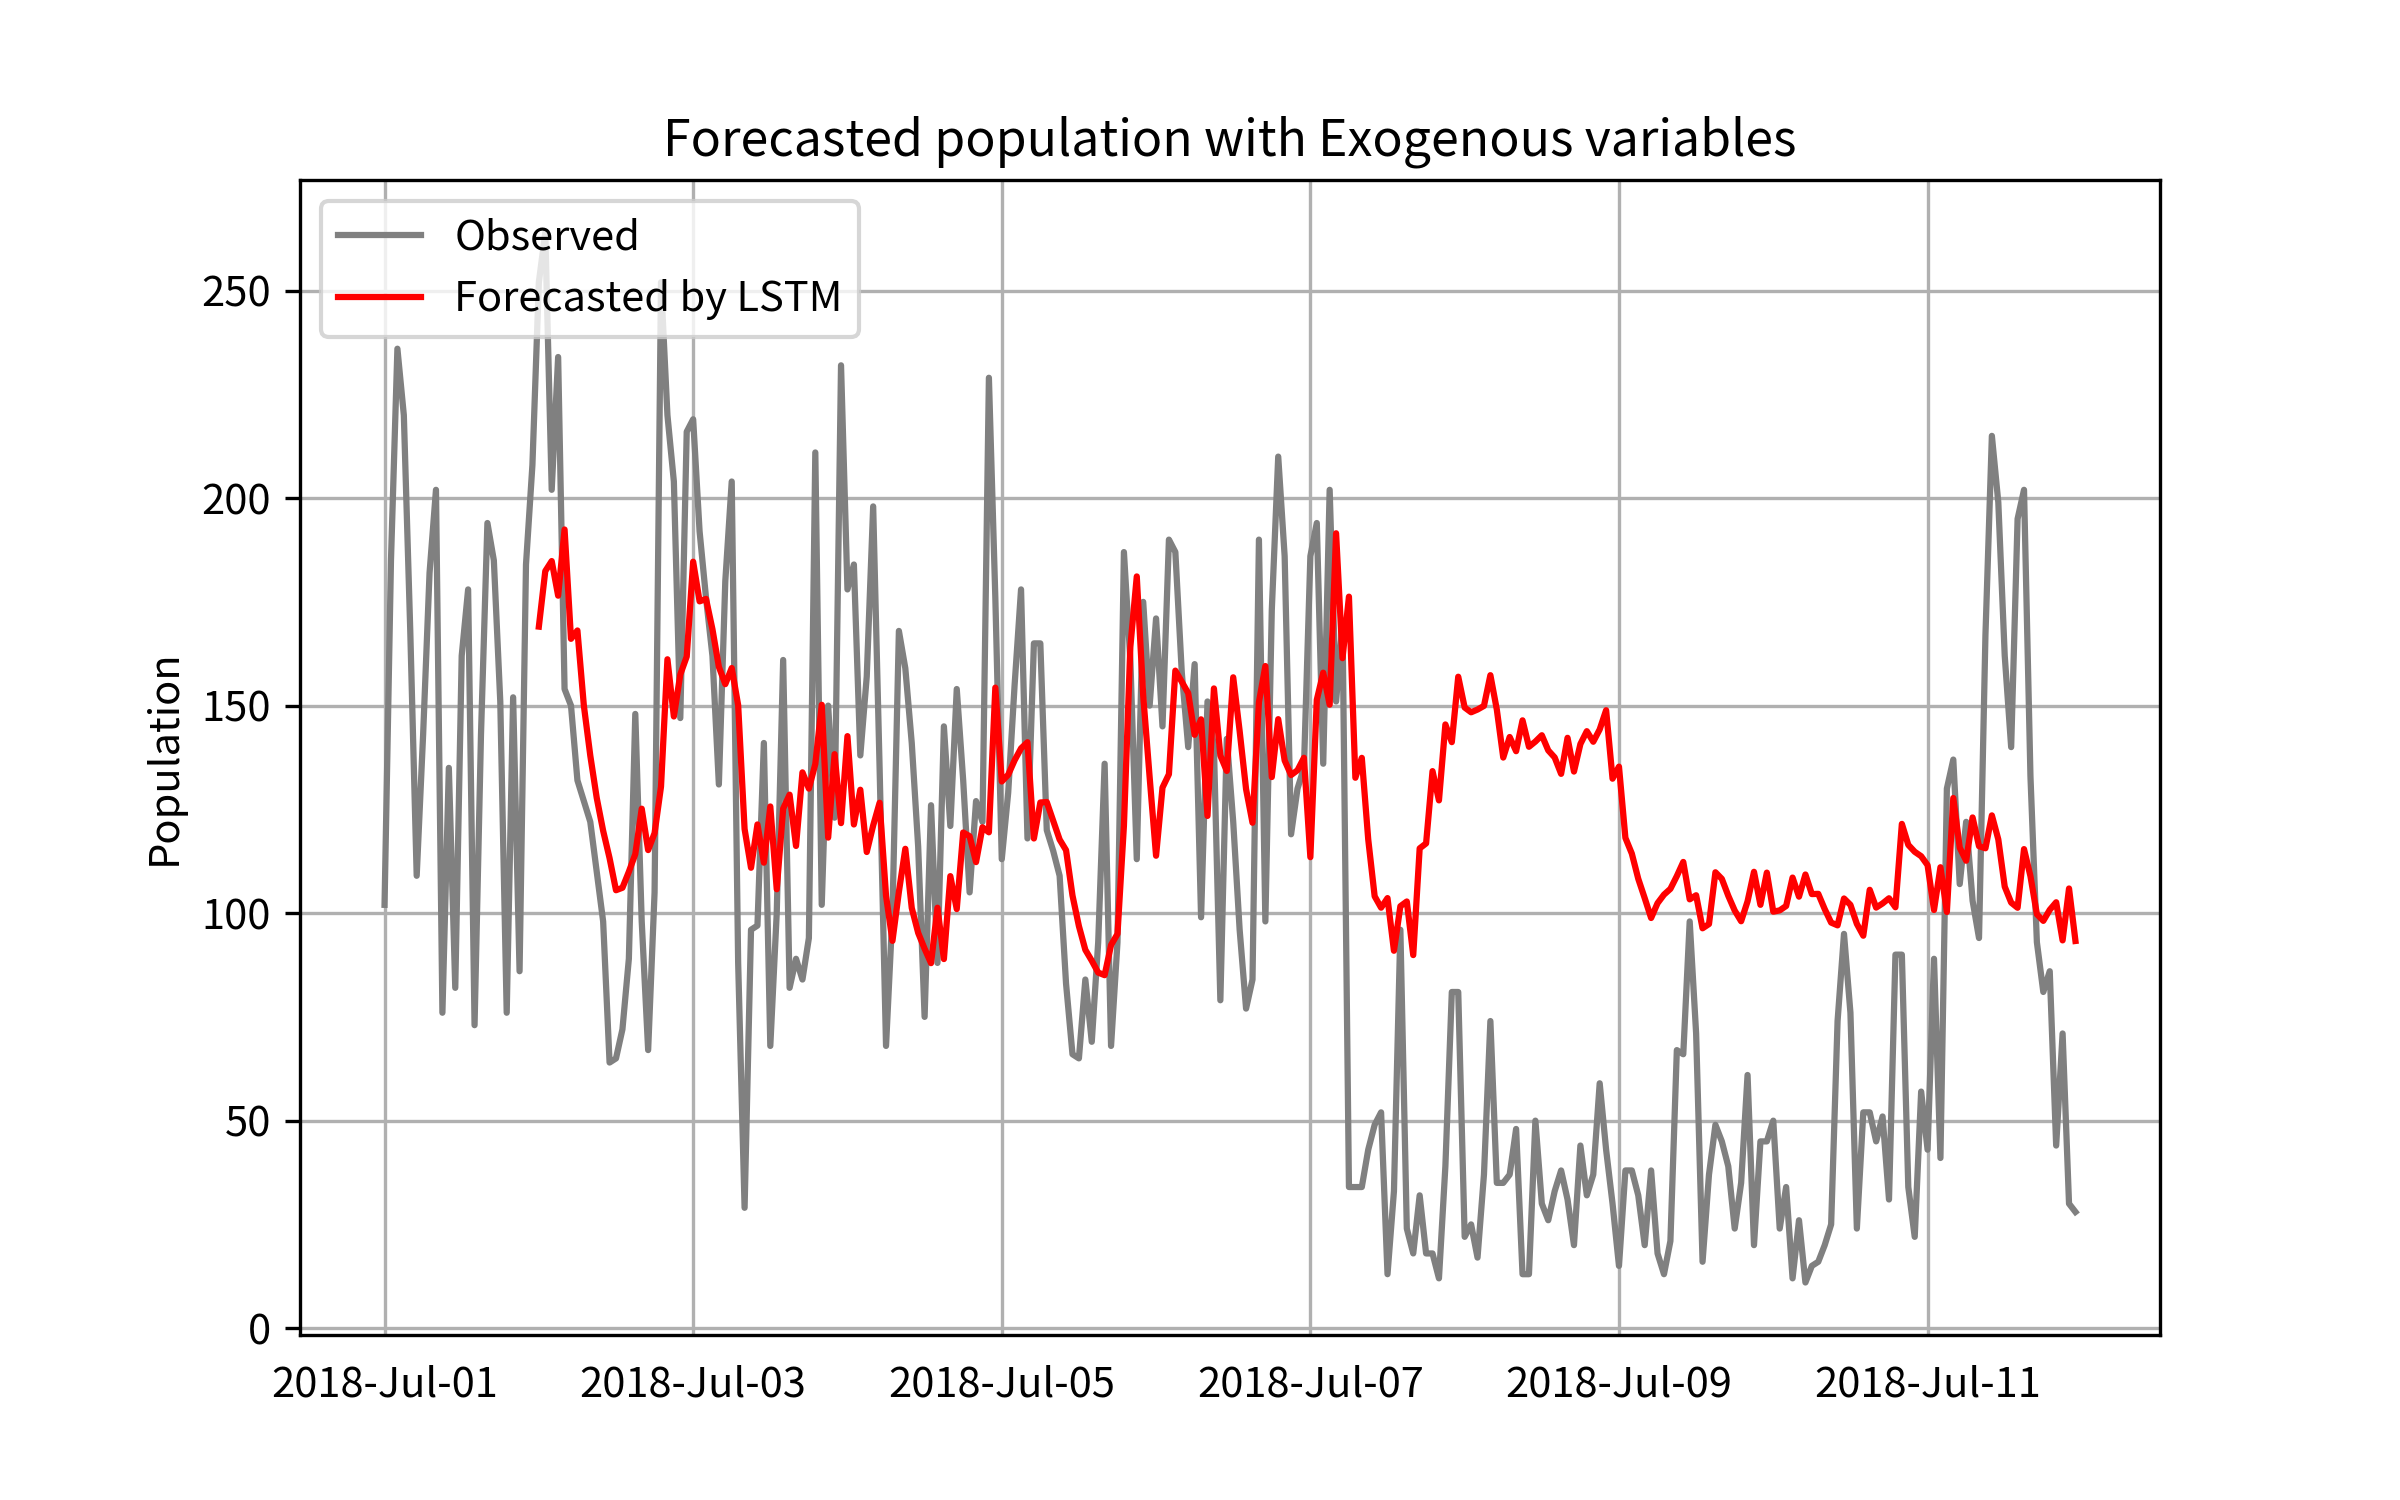 Forecasted population with Exogenous variables
Observed
Forecasted by LSTM
Population
250
200
150
100
50
0
2018-Jul-01 2018-Jul-03 2018-Jul-05 2018-Jul-07 2018-Jul-09 2018-Jul-11